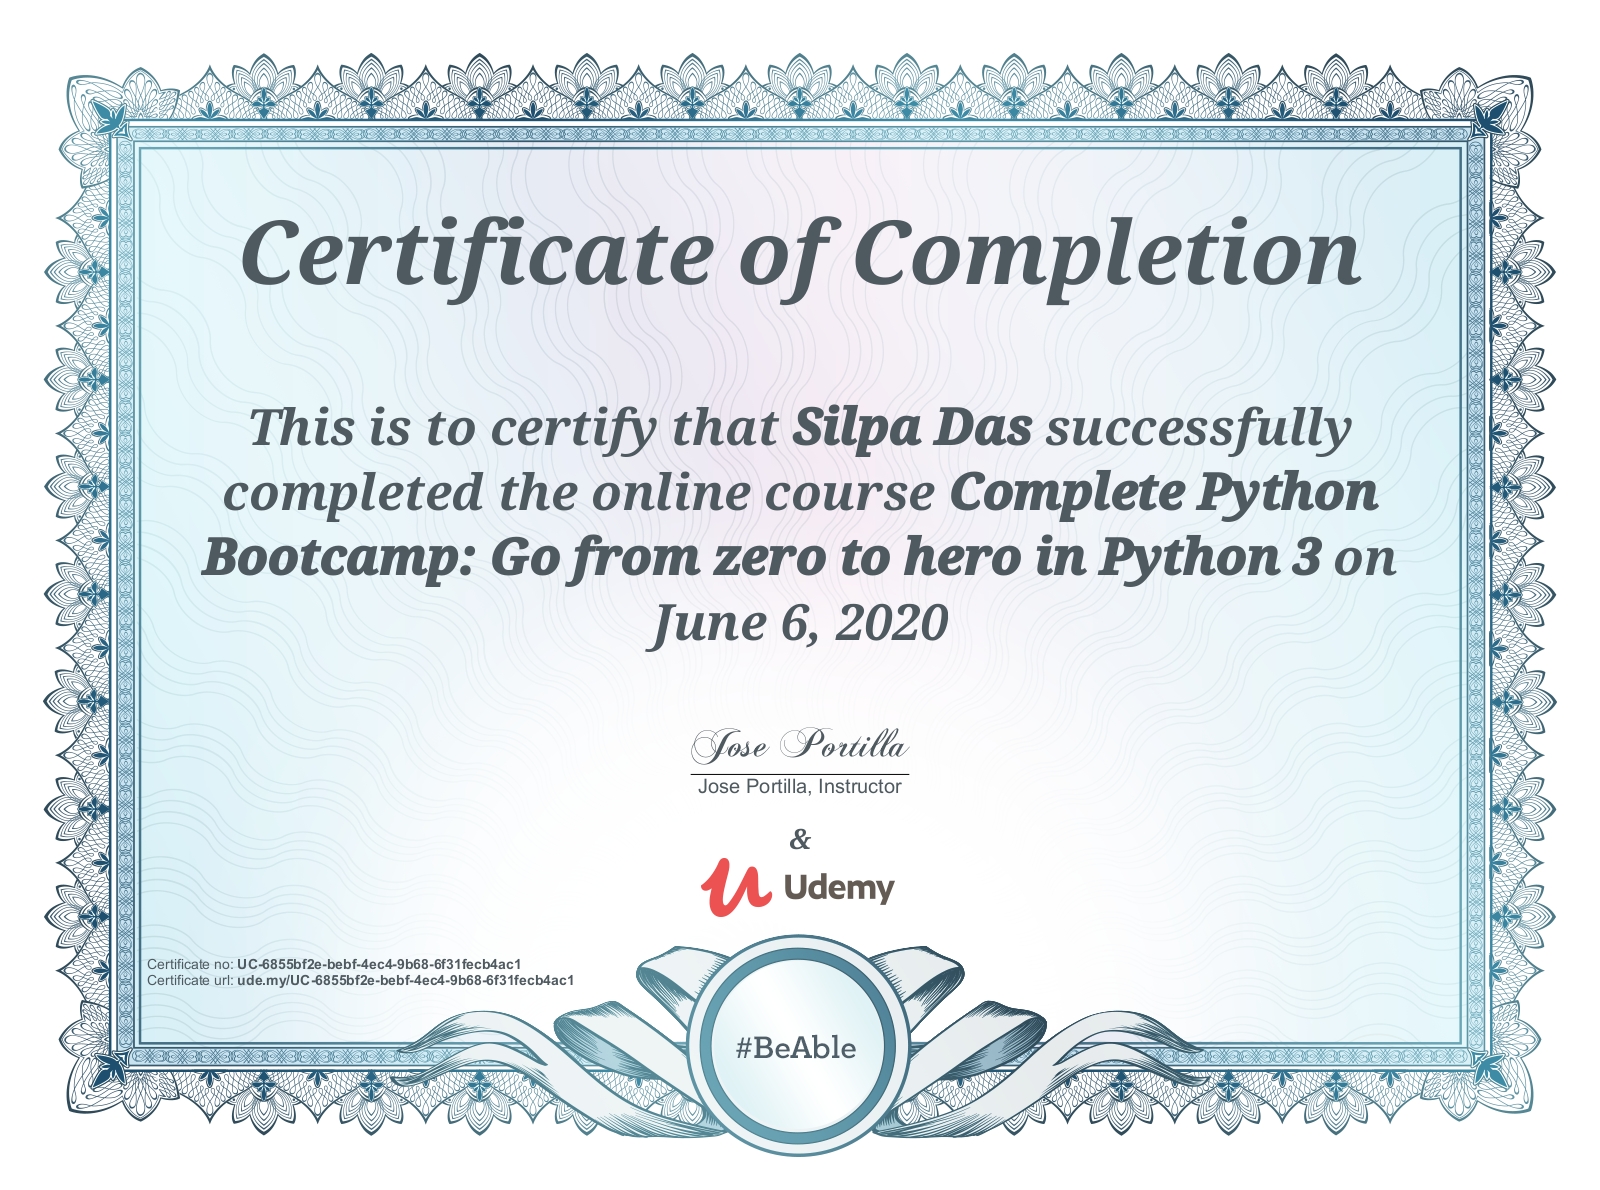 Certificate of Completion
This is to certify that Silpa Das successfully
completed the online course Complete Python
Bootcamp: Go from zero to hero in Python 3 on
June 6, 2020
Jose Portilla
Jose Portilla, Instructor
&
Udemy
Certificate no: UC-6855bf2e-bebf-4ec4-9b68-6f31fecb4ac1
Certificate url: ude.my/UC-6855bf2e-bebf-4ec4-9b68-6f31fecb4ac1
#BeAble